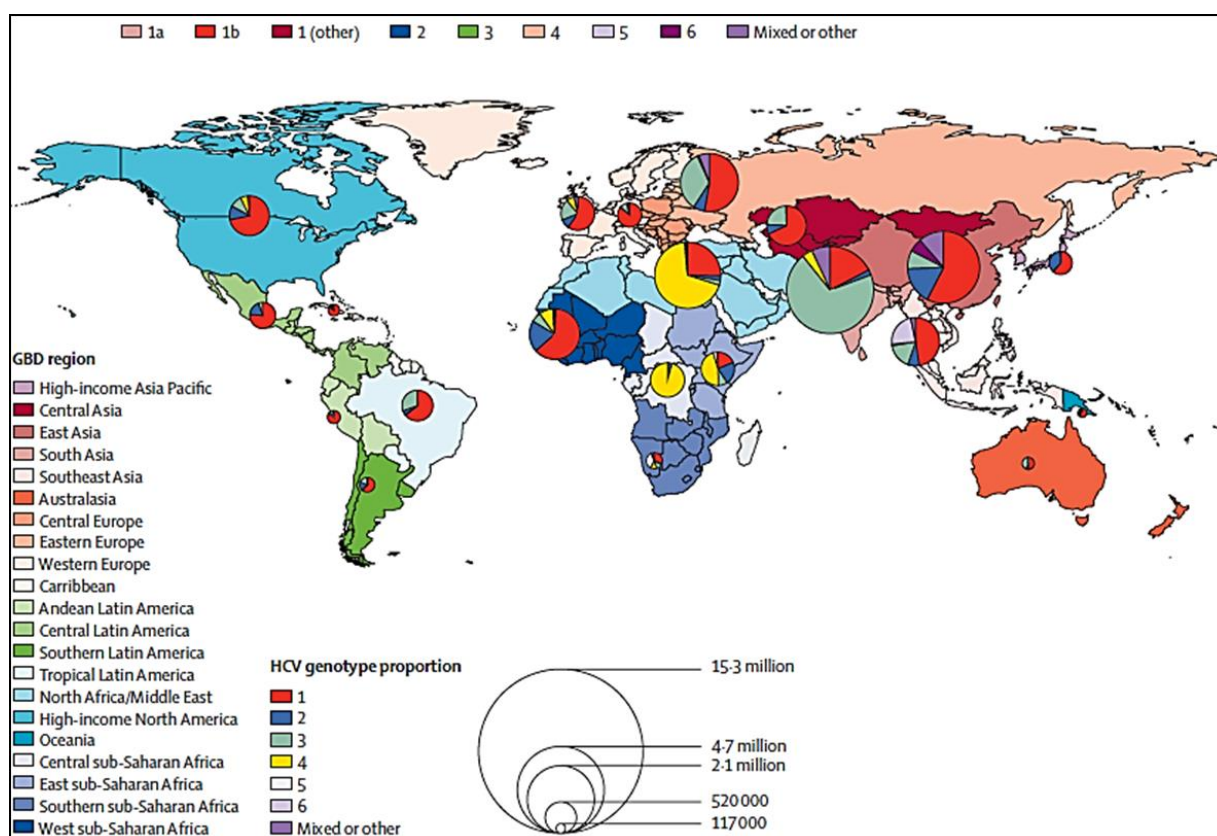 1a 1b 1 (other) 2 3 4 5 6 Mixed or other
GBD region
High-income Asia Pacific
Central Asia
East Asia
South Asia
Southeast Asia
Australasia
Central Europe
Eastern Europe
Western Europe
Carribbean
Andean Latin America
Central Latin America
Southern Latin America
Tropical Latin America
North Africa/Middle East
High-income North America
Oceania
Central sub-Saharan Africa
East sub-Saharan Africa
Southern sub-Saharan Africa
West sub-Saharan Africa
HCV genotype proportion
1
2
3
4
5
6
Mixed or other
15·3 million
4·7 million
2·1 million
520 000
117 000